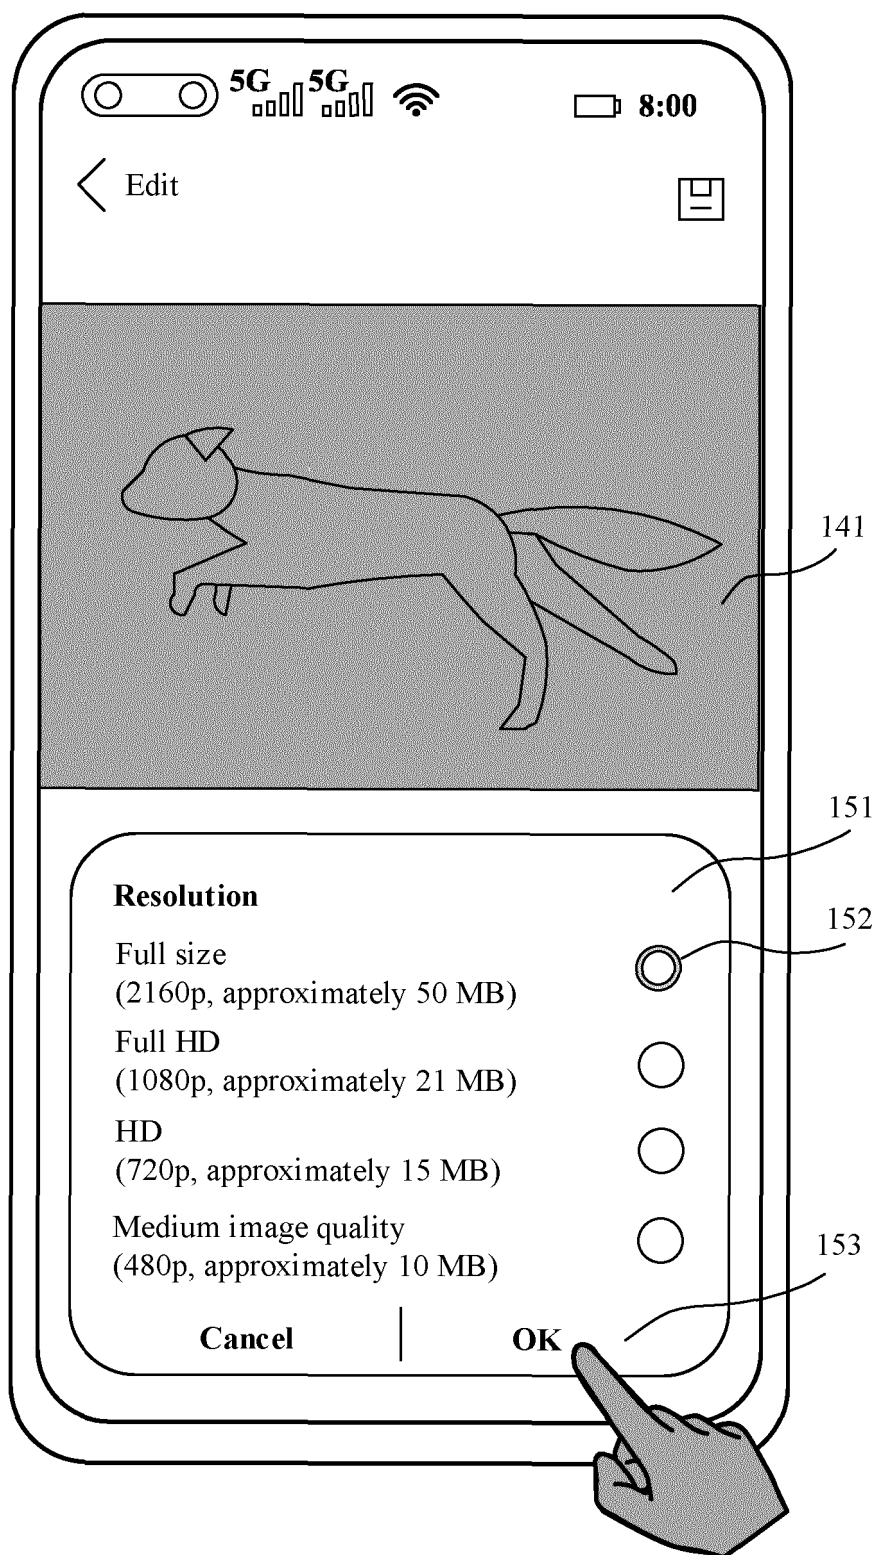 5G 5G 8:00
Edit
141
151
Resolution
152
Full size
(2160p, approximately 50 MB)
Full HD
(1080p, approximately 21 MB)
HD
(720p, approximately 15 MB)
Medium image quality
(480p, approximately 10 MB)
153
Cancel OK